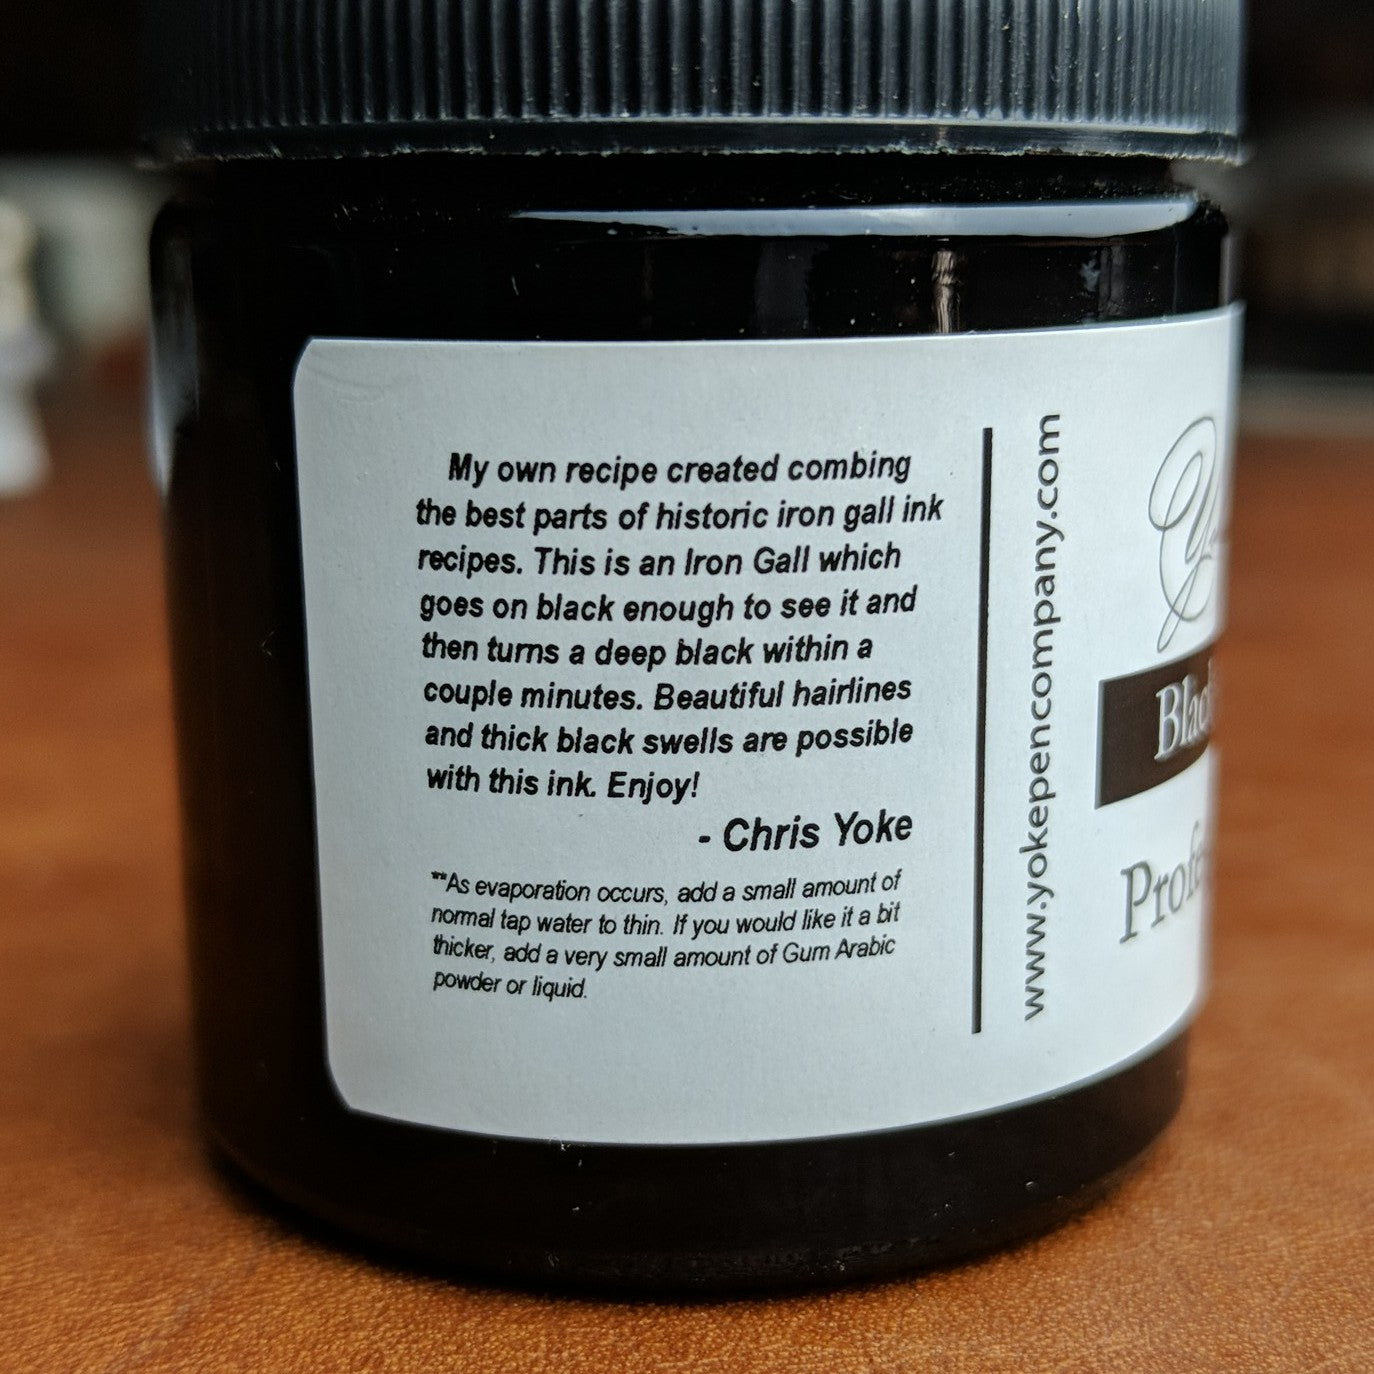 My own recipe created combing
the best parts of historic iron gall ink
recipes. This is an Iron Gall which
goes on black enough to see it and
then turns a deep black within a
couple minutes. Beautiful hairlines
and thick black swells are possible
with this ink. Enjoy!
- Chris Yoke
**As evaporation occurs, add a small amount of
normal tap water to thin. If you would like it a bit
thicker, add a very small amount of Gum Arabic
powder or liquid.
www.yokepencompany.com